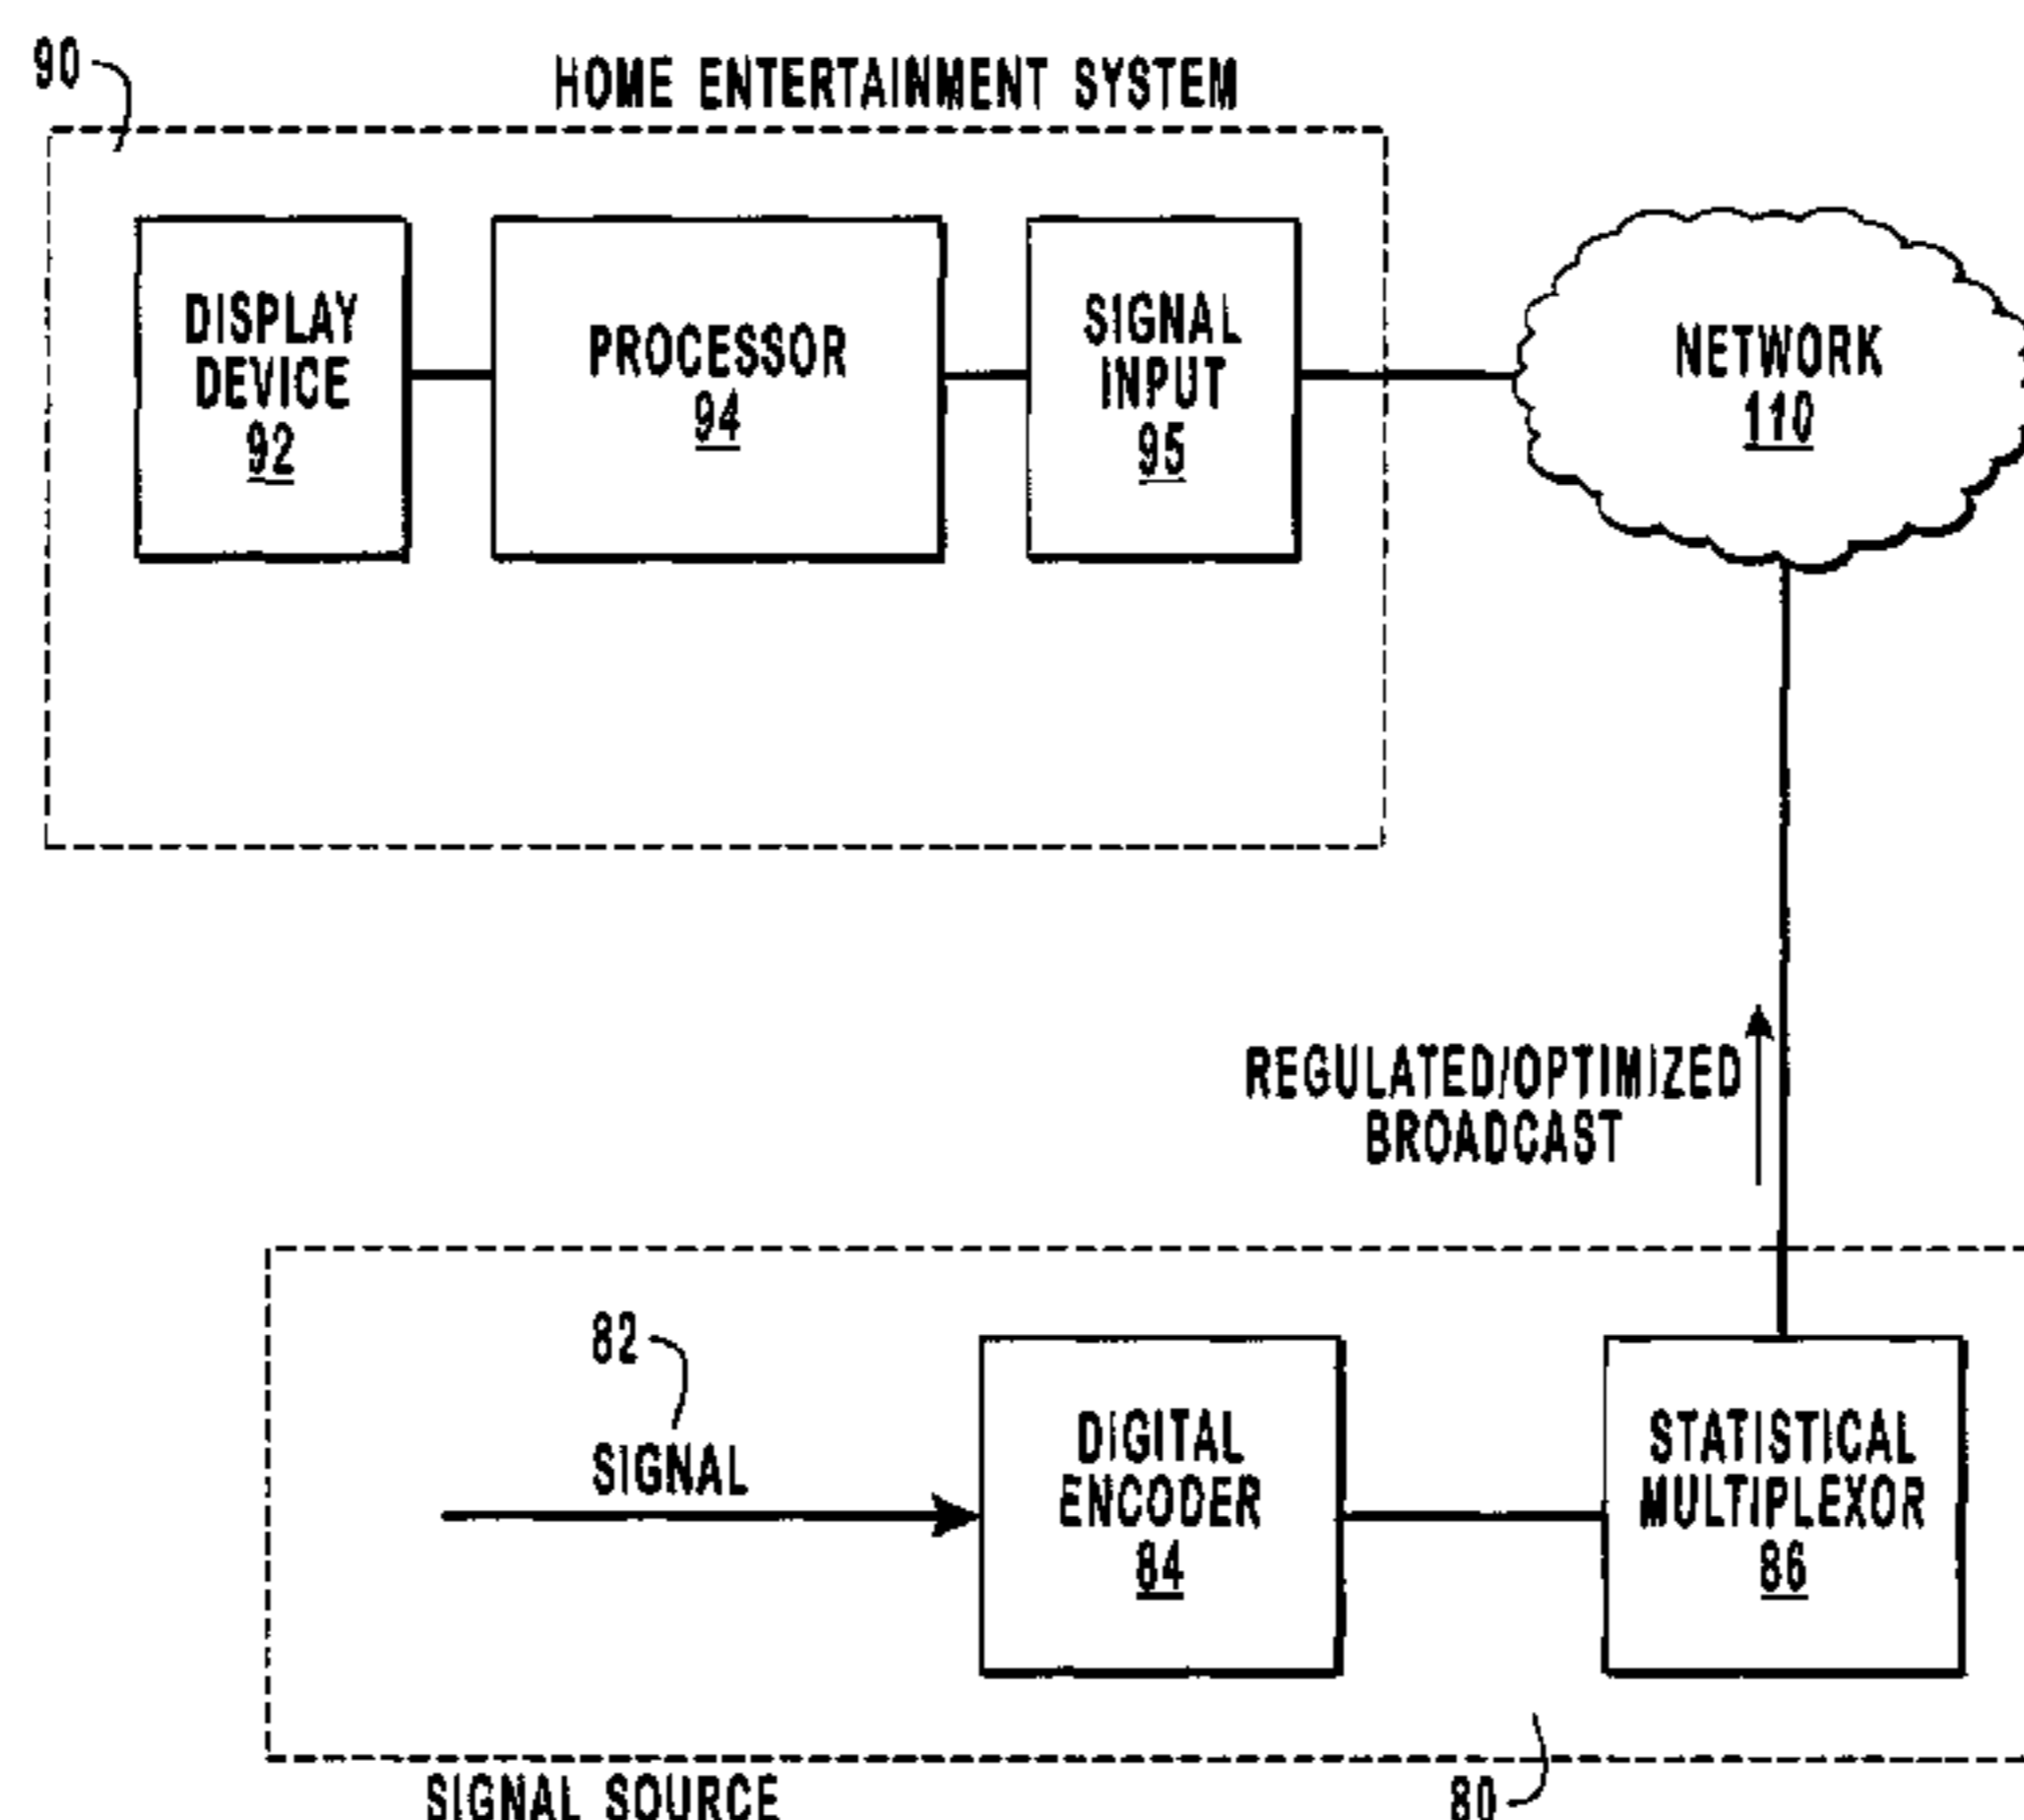 90
HOME ENTERTAINMENT SYSTEM
DISPLAY
DEVICE
92
PROCESSOR
94
SIGNAL
INPUT
95
NETWORK
110
REGULATED/OPTIMIZED
BROADCAST
82
SIGNAL
DIGITAL
ENCODER
84
STATISTICAL
MULTIPLEXOR
86
SIGNAL SOURCE
80